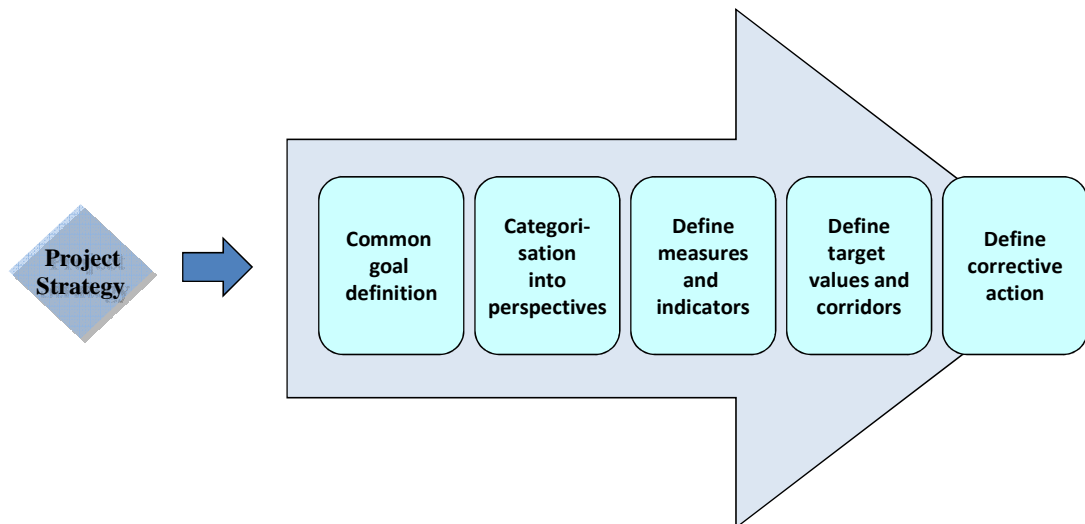 Project
Strategy
Common
goal
definition
Categori-
sation
into
perspectives
Define
measures
and
indicators
Define
target
values and
corridors
Define
corrective
action